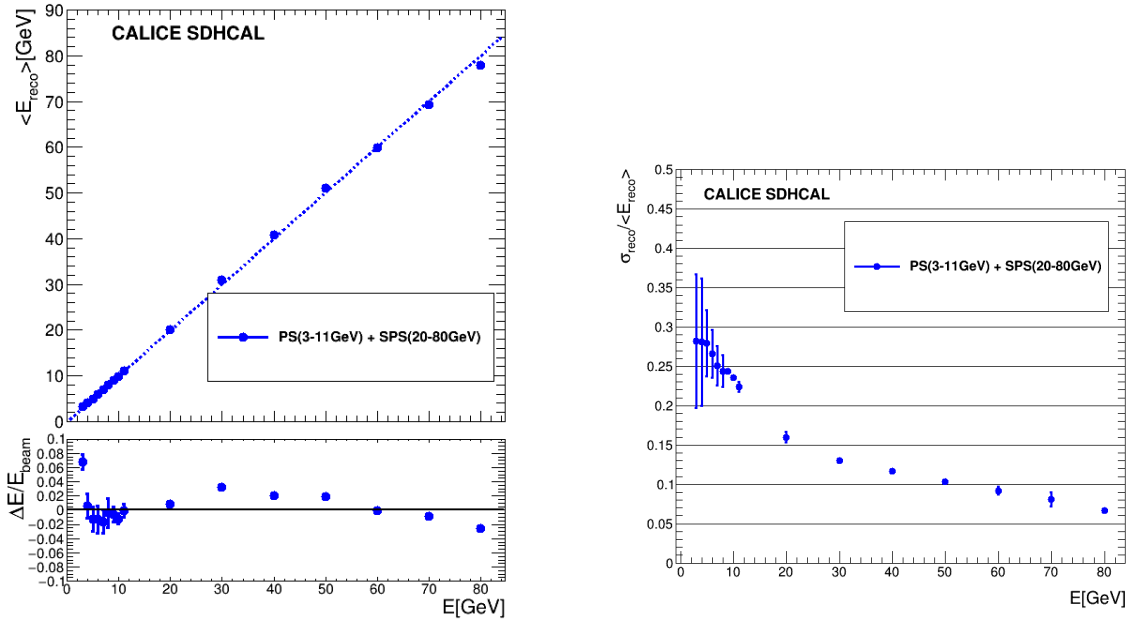 CALICE SDHCAL
<E_reco>[GeV]
90
80
70
60
50
40
30
20
10
0
PS(3-11GeV) + SPS(20-80GeV)
ΔE/E_beam
0.1
0.08
0.06
0.04
0.02
0
−0.02
−0.04
−0.06
−0.08
−0.1
0 10 20 30 40 50 60 70 80
E[GeV]
CALICE SDHCAL
σ_reco/<E_reco>
0.5
0.45
0.4
0.35
0.3
0.25
0.2
0.15
0.1
0.05
0
PS(3-11GeV) + SPS(20-80GeV)
0 10 20 30 40 50 60 70 80
E[GeV]